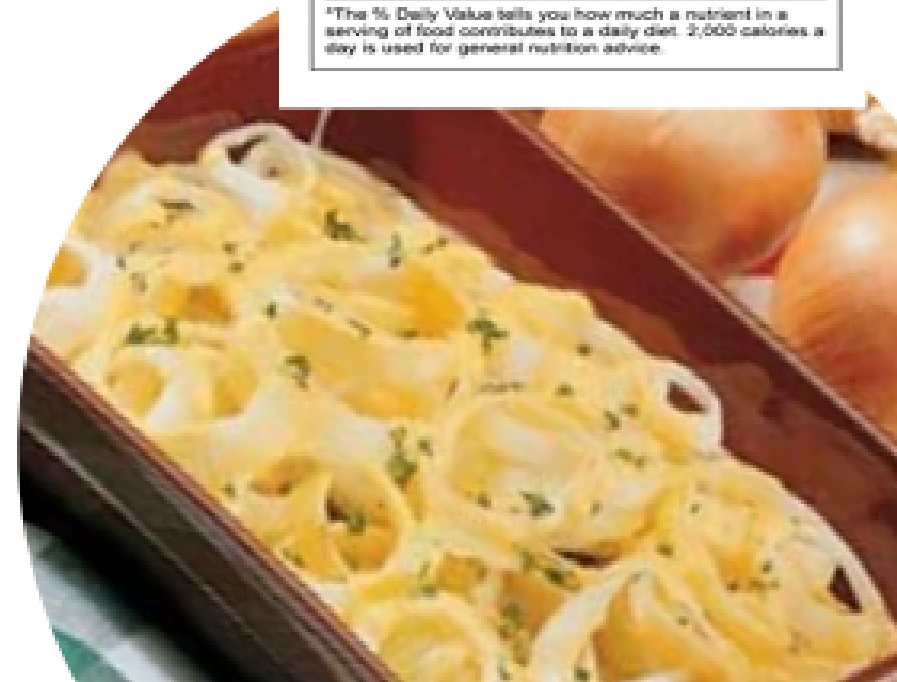 *The % Daily Value tells you how much a nutrient in a
serving of food contributes to a daily diet. 2,000 calories a
day is used for general nutrition advice.